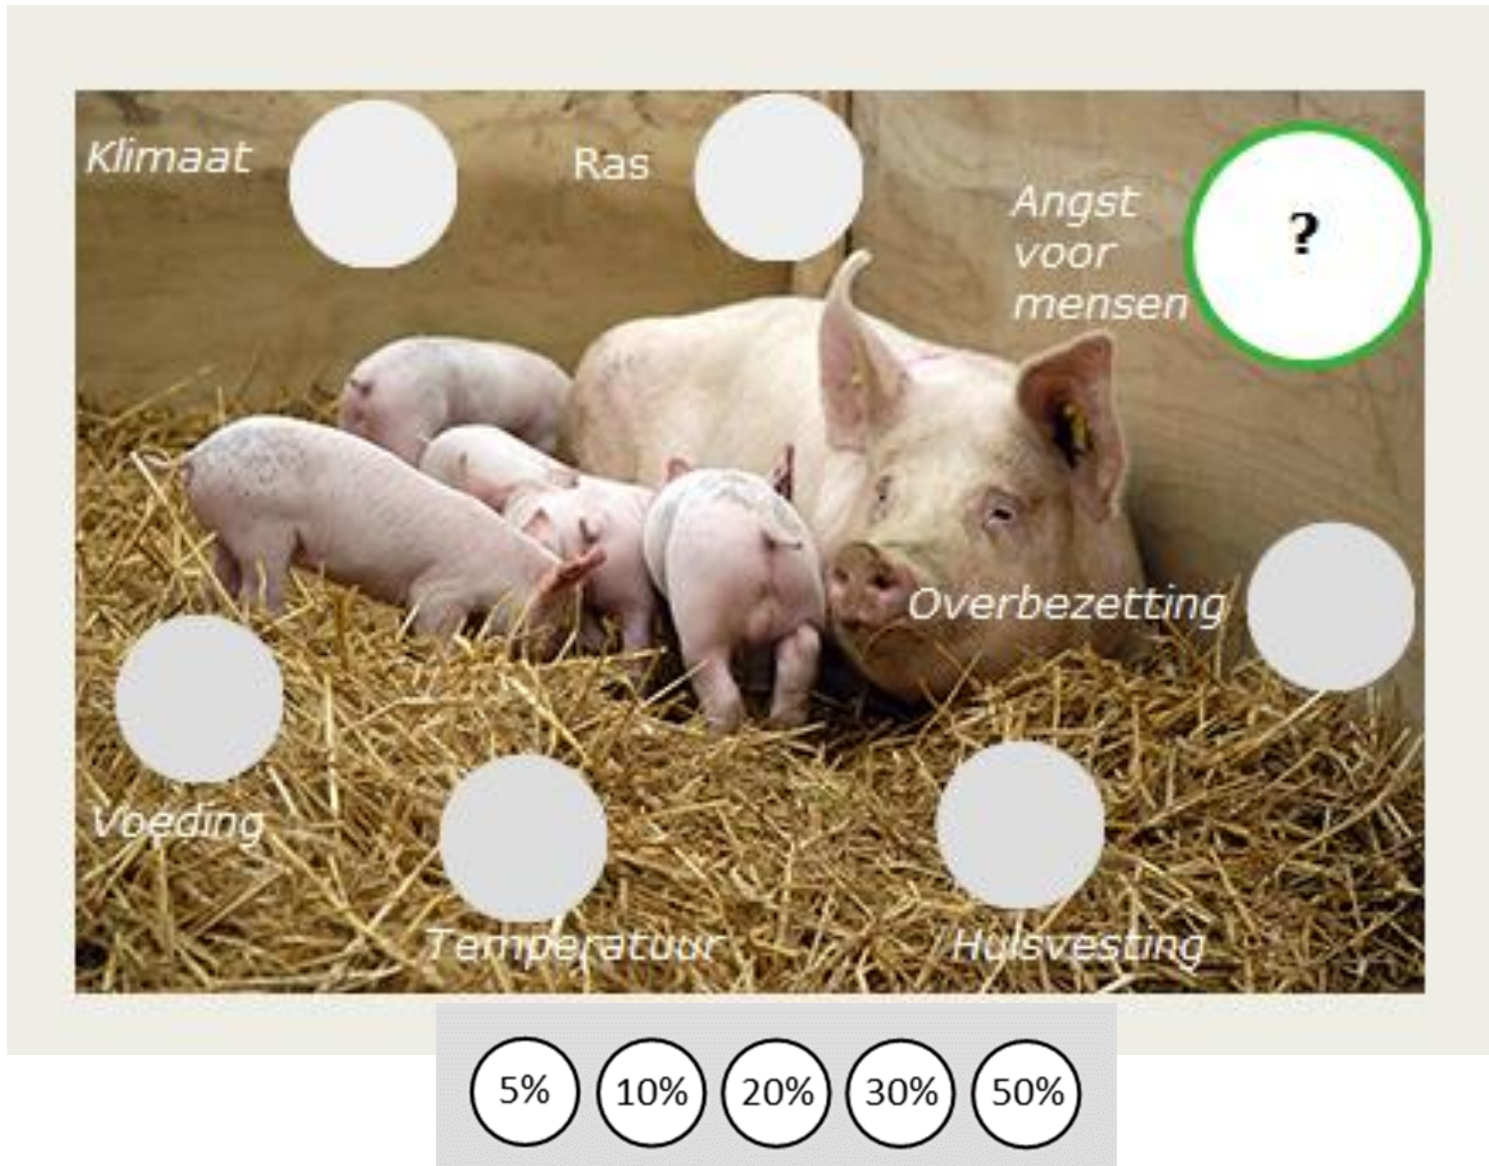 Klimaat
Ras
Angst
voor
mensen
?
Overbezetting
Voeding
Temperatuur
Huisvesting
5%
10%
20%
30%
50%